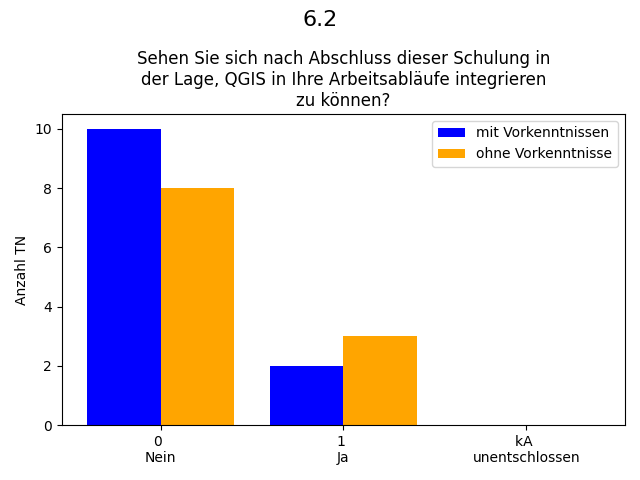 6.2
Sehen Sie sich nach Abschluss dieser Schulung in
der Lage, QGIS in Ihre Arbeitsabläufe integrieren
zu können?
mit Vorkenntnissen
ohne Vorkenntnisse
Anzahl TN
10
8
6
4
2
0
0 1 kA
Nein Ja unentschlossen